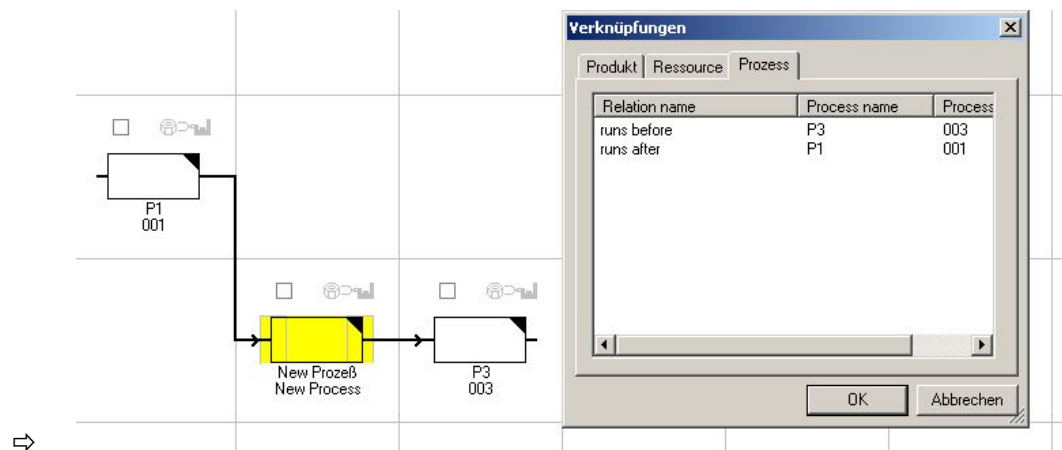 P1
001
New Prozeß
New Process
P3
003
Verknüpfungen
Produkt Ressource Prozess
Relation name Process name Process
runs before P3 003
runs after P1 001
OK Abbrechen